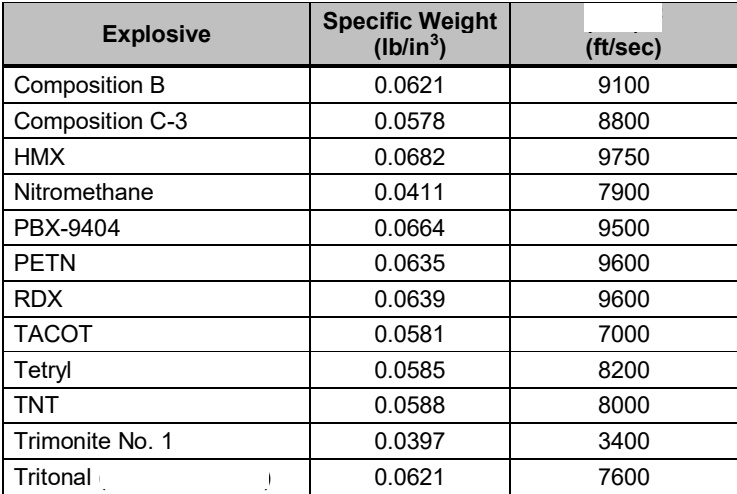 Explosive Specific Weight (lb/in³) (ft/sec)
Composition B 0.0621 9100
Composition C-3 0.0578 8800
HMX 0.0682 9750
Nitromethane 0.0411 7900
PBX-9404 0.0664 9500
PETN 0.0635 9600
RDX 0.0639 9600
TACOT 0.0581 7000
Tetryl 0.0585 8200
TNT 0.0588 8000
Trimonite No. 1 0.0397 3400
Tritonal 0.0621 7600